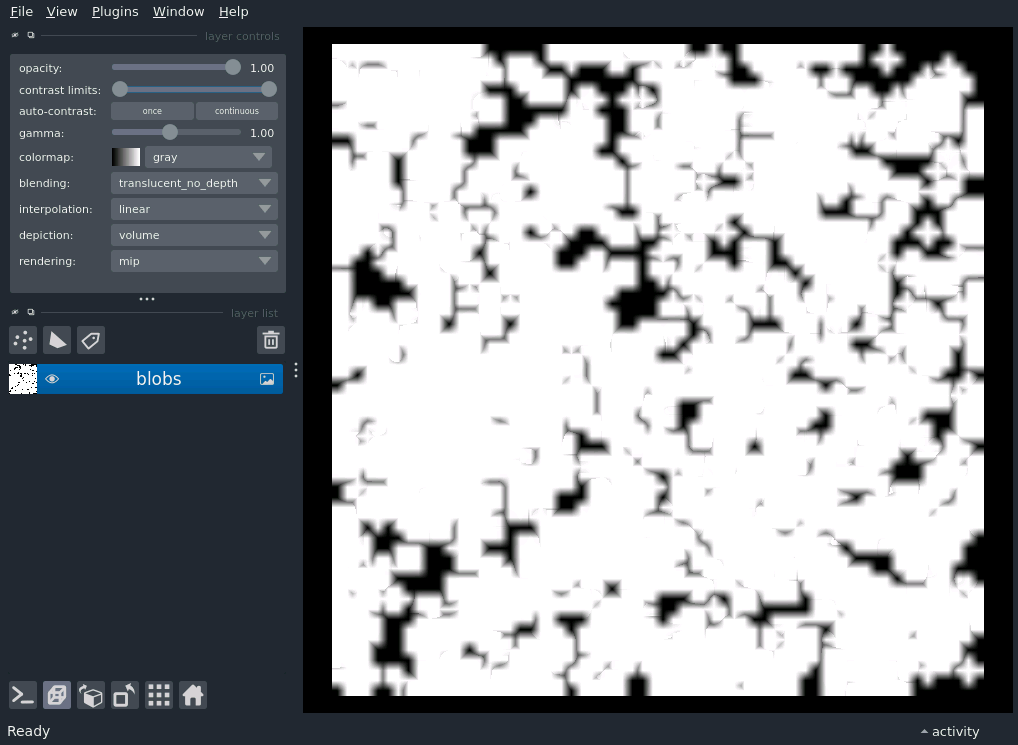 File View Plugins Window Help
layer controls
opacity: 1.00
contrast limits:
auto-contrast: once continuous
gamma: 1.00
colormap: gray
blending: translucent_no_depth
interpolation: linear
depiction: volume
rendering: mip
layer list
blobs
Ready activity